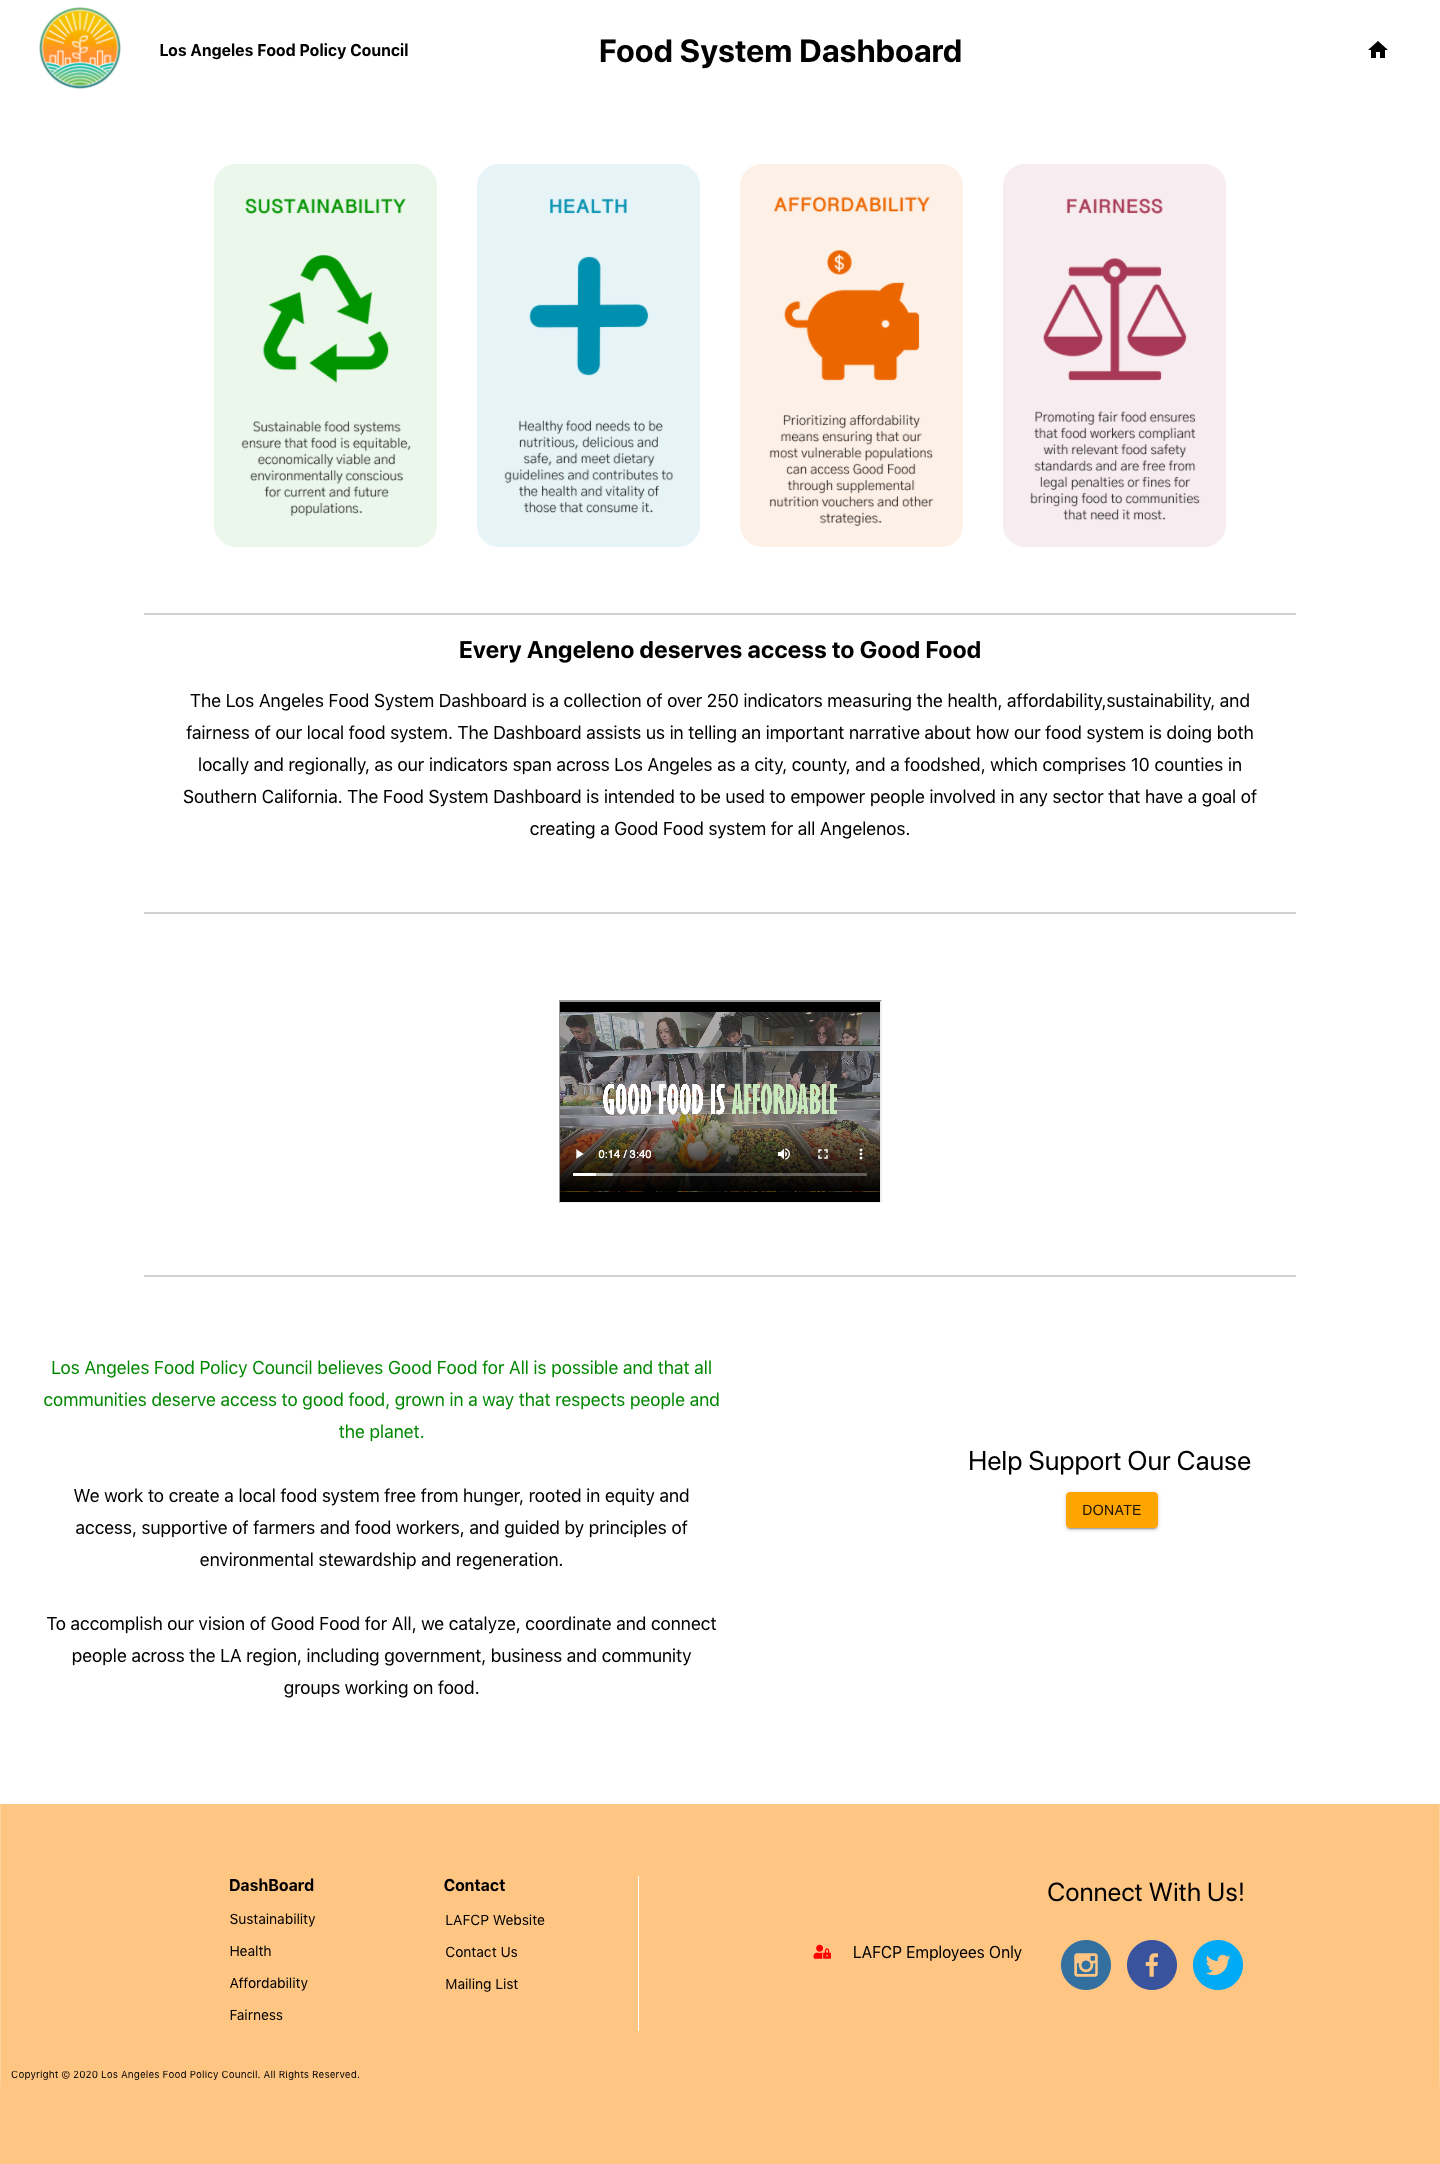 Los Angeles Food Policy Council
Food System Dashboard
SUSTAINABILITY
Sustainable food systems
ensure that food is equitable,
economically viable and
environmentally conscious
for current and future
populations.
HEALTH
Healthy food needs to be
nutritious, delicious and
safe, and meet dietary
guidelines and contributes to
the health and vitality of
those that consume it.
AFFORDABILITY
$
Prioritizing affordability
means ensuring that our
most vulnerable populations
can access Good Food
through supplemental
nutrition vouchers and other
strategies.
FAIRNESS
Promoting fair food ensures
that food workers compliant
with relevant food safety
standards and are free from
legal penalties or fines for
bringing food to communities
that need it most.
Every Angeleno deserves access to Good Food
The Los Angeles Food System Dashboard is a collection of over 250 indicators measuring the health, affordability,sustainability, and
fairness of our local food system. The Dashboard assists us in telling an important narrative about how our food system is doing both
locally and regionally, as our indicators span across Los Angeles as a city, county, and a foodshed, which comprises 10 counties in
Southern California. The Food System Dashboard is intended to be used to empower people involved in any sector that have a goal of
creating a Good Food system for all Angelenos.
GOOD FOOD IS AFFORDABLE
0:14 / 3:40
Los Angeles Food Policy Council believes Good Food for All is possible and that all
communities deserve access to good food, grown in a way that respects people and
the planet.
We work to create a local food system free from hunger, rooted in equity and
access, supportive of farmers and food workers, and guided by principles of
environmental stewardship and regeneration.
To accomplish our vision of Good Food for All, we catalyze, coordinate and connect
people across the LA region, including government, business and community
groups working on food.
Help Support Our Cause
DONATE
DashBoard
Sustainability
Health
Affordability
Fairness
Contact
LAFCP Website
Contact Us
Mailing List
LAFCP Employees Only
Connect With Us!
Copyright © 2020 Los Angeles Food Policy Council. All Rights Reserved.